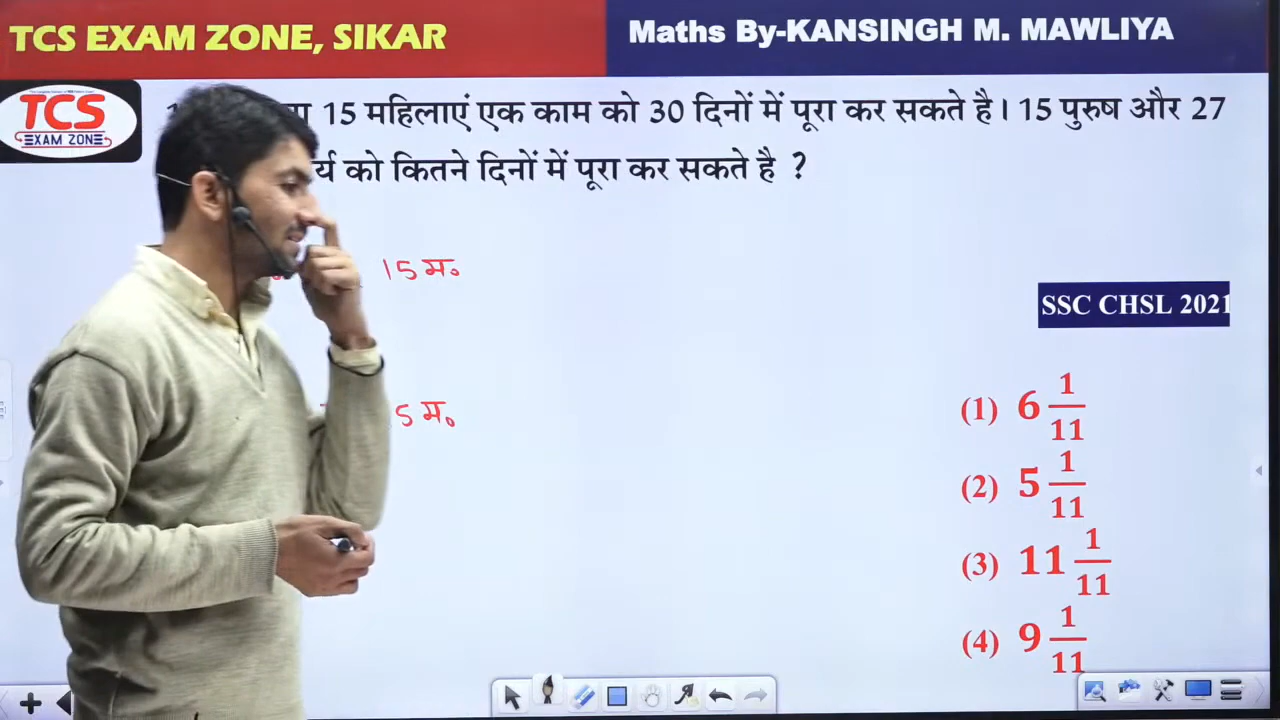 TCS EXAM ZONE, SIKAR
Maths By-KANSINGH M. MAWLIYA
TCS
EXAM ZONE
15 महिलाएं एक काम को 30 दिनों में पूरा कर सकते है। 15 पुरुष और 27
को कितने दिनों में पूरा कर सकते है ?
15 म॰
5 म॰
SSC CHSL 2021
(1) 6 1/11
(2) 5 1/11
(3) 11 1/11
(4) 9 1/11